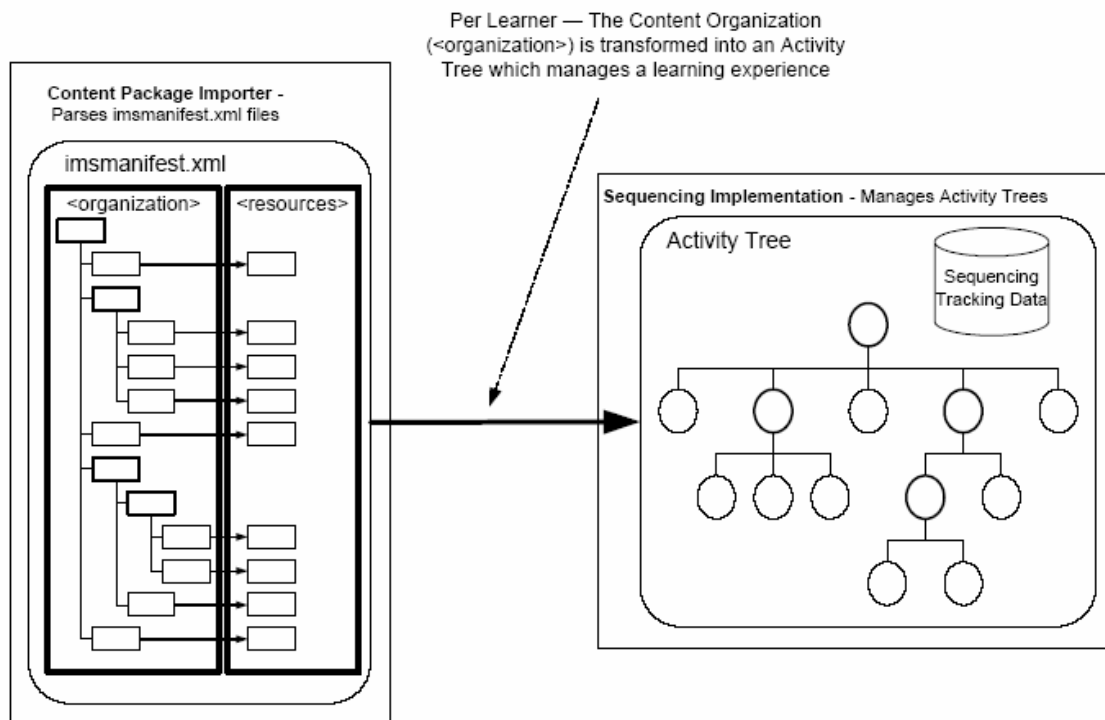 Per Learner — The Content Organization
(<organization>) is transformed into an Activity
Tree which manages a learning experience
Content Package Importer -
Parses imsmanifest.xml files
imsmanifest.xml
<organization>
<resources>
Sequencing Implementation - Manages Activity Trees
Activity Tree
Sequencing
Tracking Data